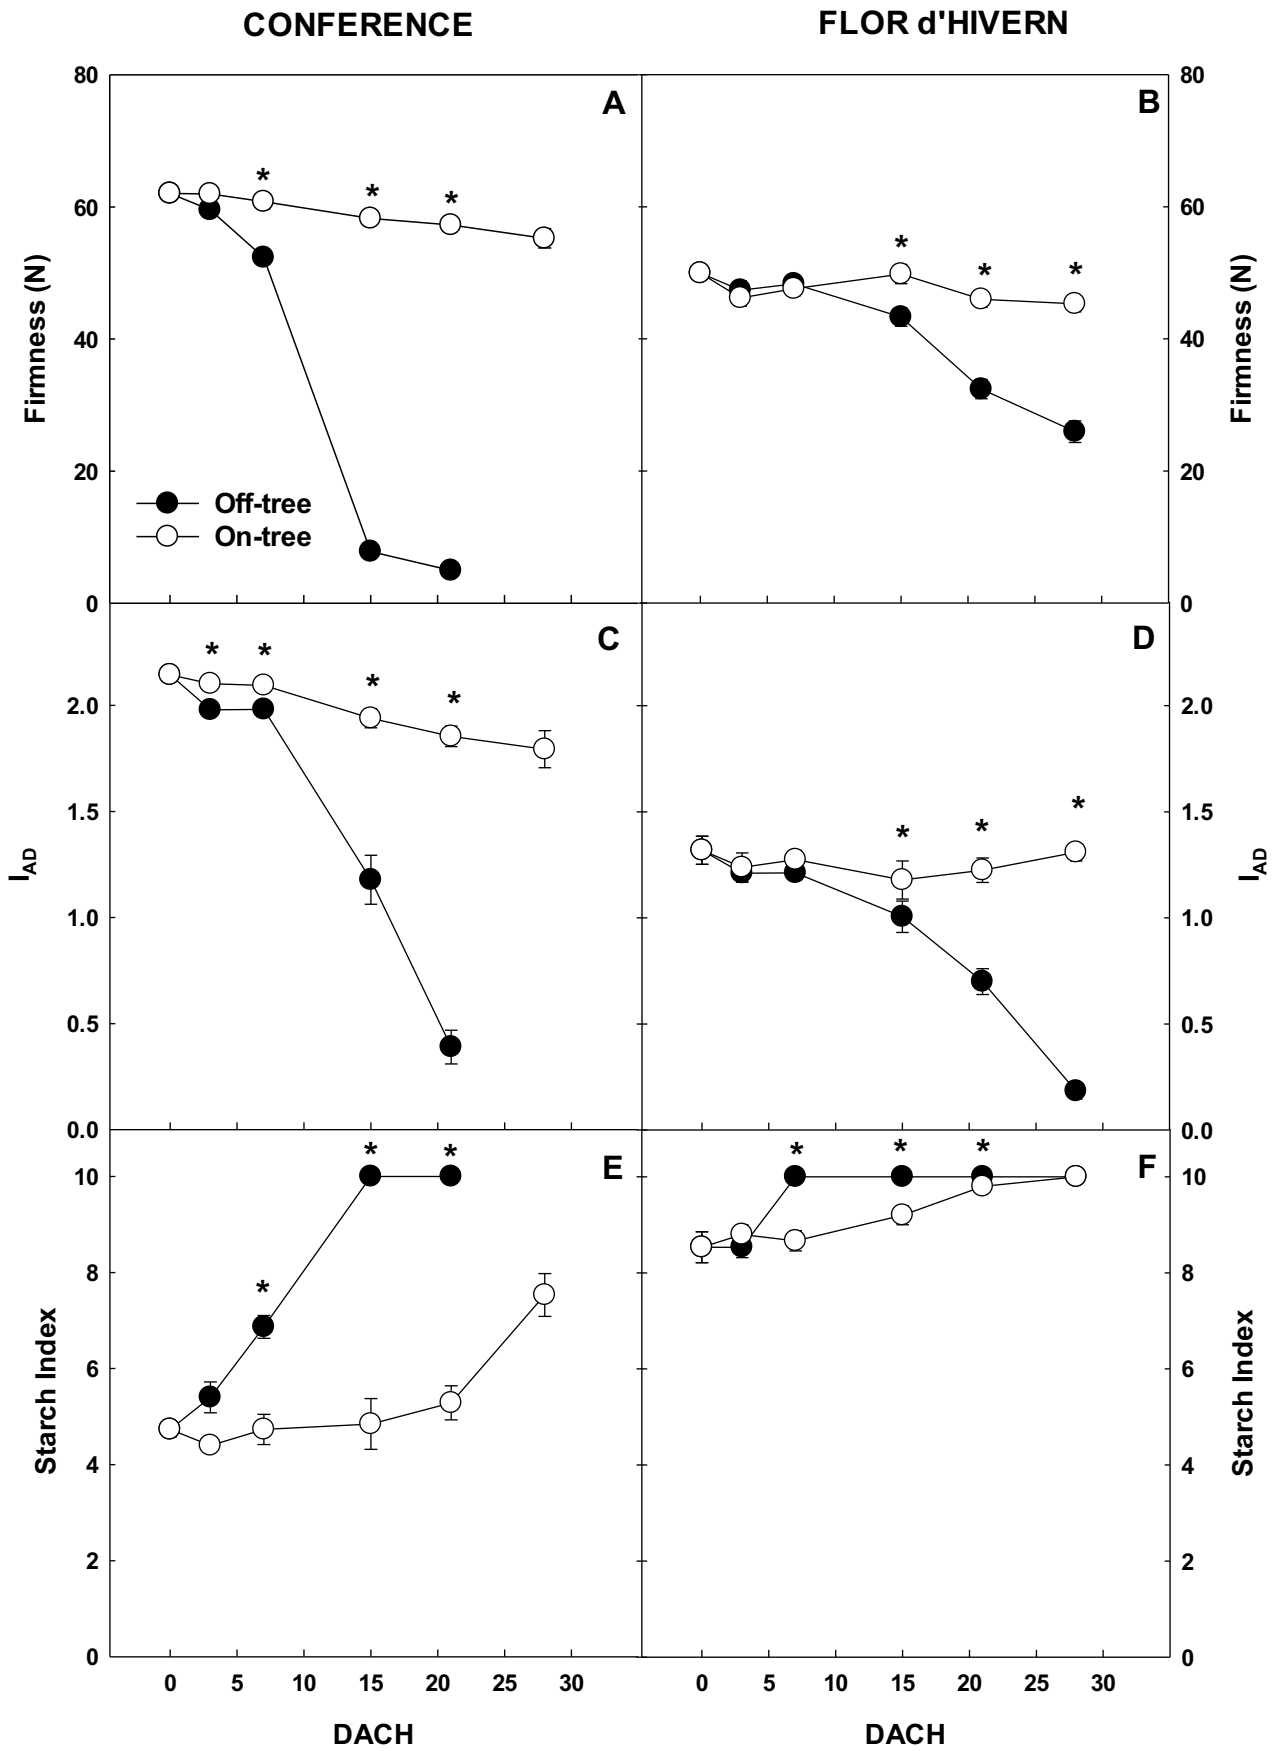 CONFERENCE
FLOR d'HIVERN
80
60
40
20
0
Firmness (N)
A
* * *
Off-tree
On-tree
B
* * *
80
60
40
20
0
Firmness (N)
2.0
1.5
1.0
0.5
0.0
I_AD
C
* * * *
D
* * *
2.0
1.5
1.0
0.5
0.0
I_AD
10
8
6
4
2
0
Starch Index
E
* * *
F
* * *
10
8
6
4
2
0
Starch Index
0 5 10 15 20 25 30
0 5 10 15 20 25 30
DACH
DACH